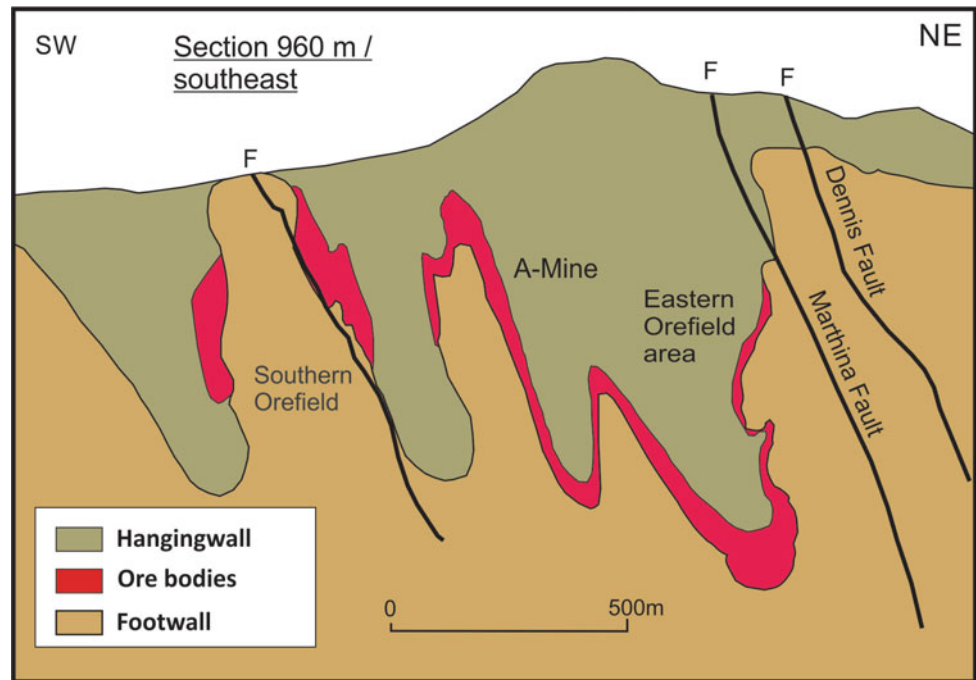 SW
Section 960 m /
southeast
NE
F
F
F
A-Mine
Eastern
Orefield
area
Southern
Orefield
Dennis Fault
Marthina Fault
Hangingwall
Ore bodies
Footwall
0
500m